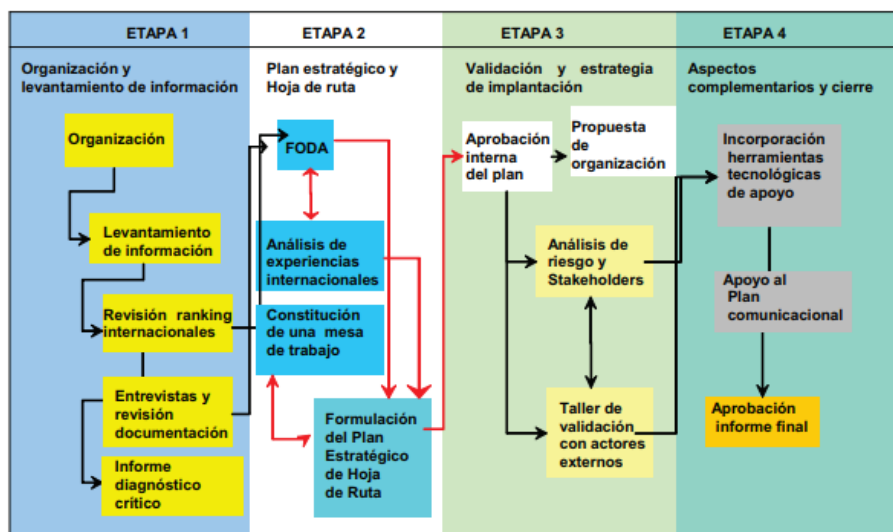 ETAPA 1
ETAPA 2
ETAPA 3
ETAPA 4
Organización y
levantamiento de información
Plan estratégico y
Hoja de ruta
Validación y estrategia
de implantación
Aspectos
complementarios y cierre
Organización
Levantamiento
de información
Revisión ranking
internacionales
Entrevistas y
revisión
documentación
Informe
diagnóstico
crítico
FODA
Análisis de
experiencias
internacionales
Constitución
de una mesa
de trabajo
Formulación
del Plan
Estratégico
de Hoja
de Ruta
Aprobación
interna
del plan
Propuesta
de
organización
Análisis de
riesgo y
Stakeholders
Taller de
validación
con actores
externos
Incorporación
herramientas
tecnológicas
de apoyo
Apoyo al
Plan
comunicacional
Aprobación
informe final